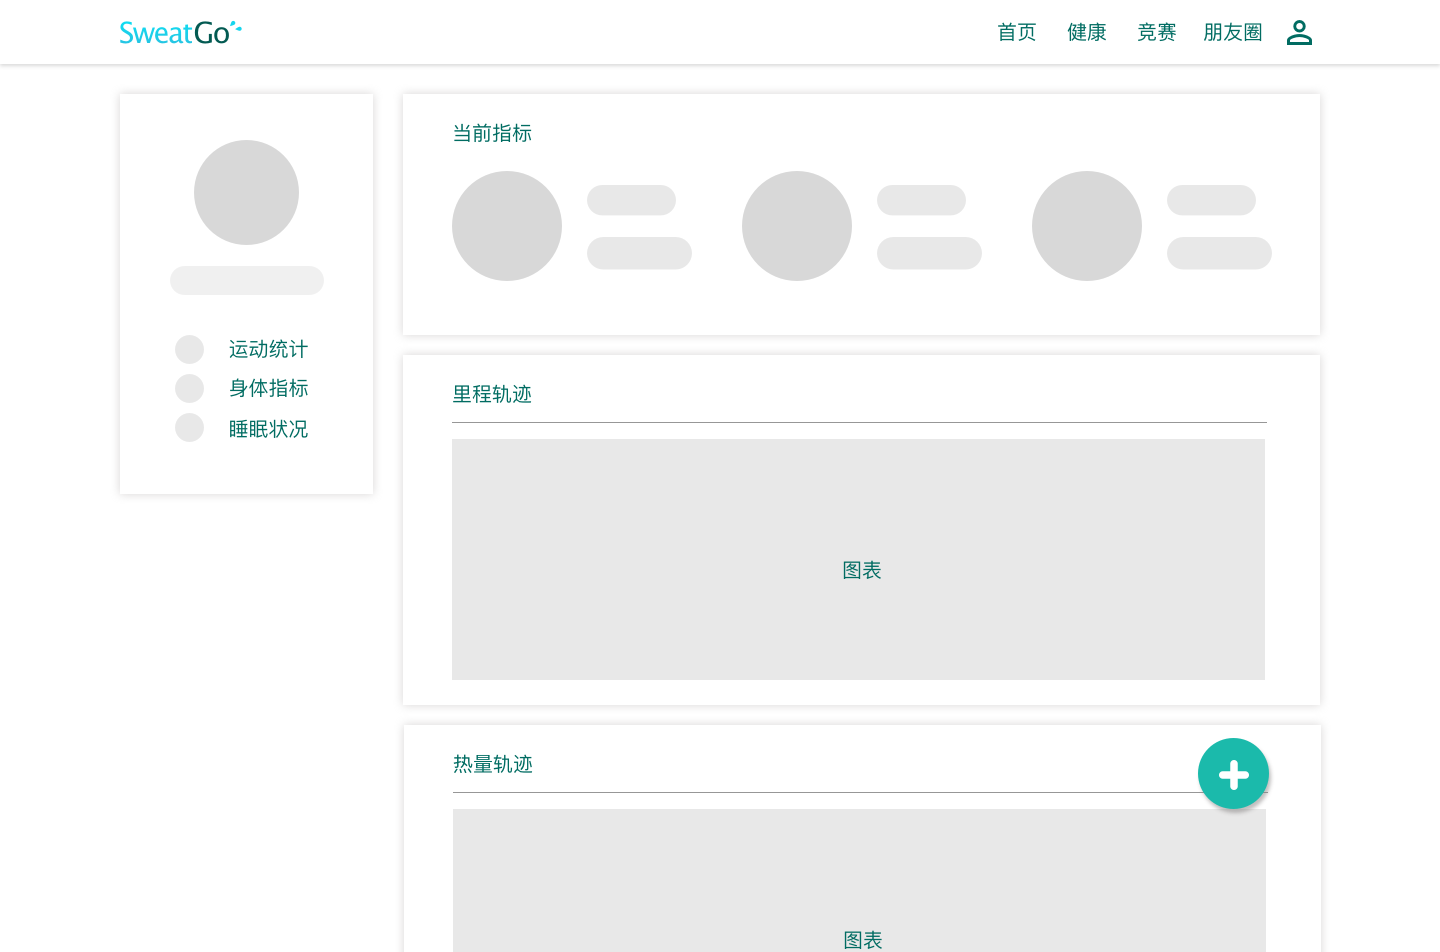 SweatGo
首页 健康 竞赛 朋友圈
运动统计
身体指标
睡眠状况
当前指标
里程轨迹
图表
热量轨迹
图表